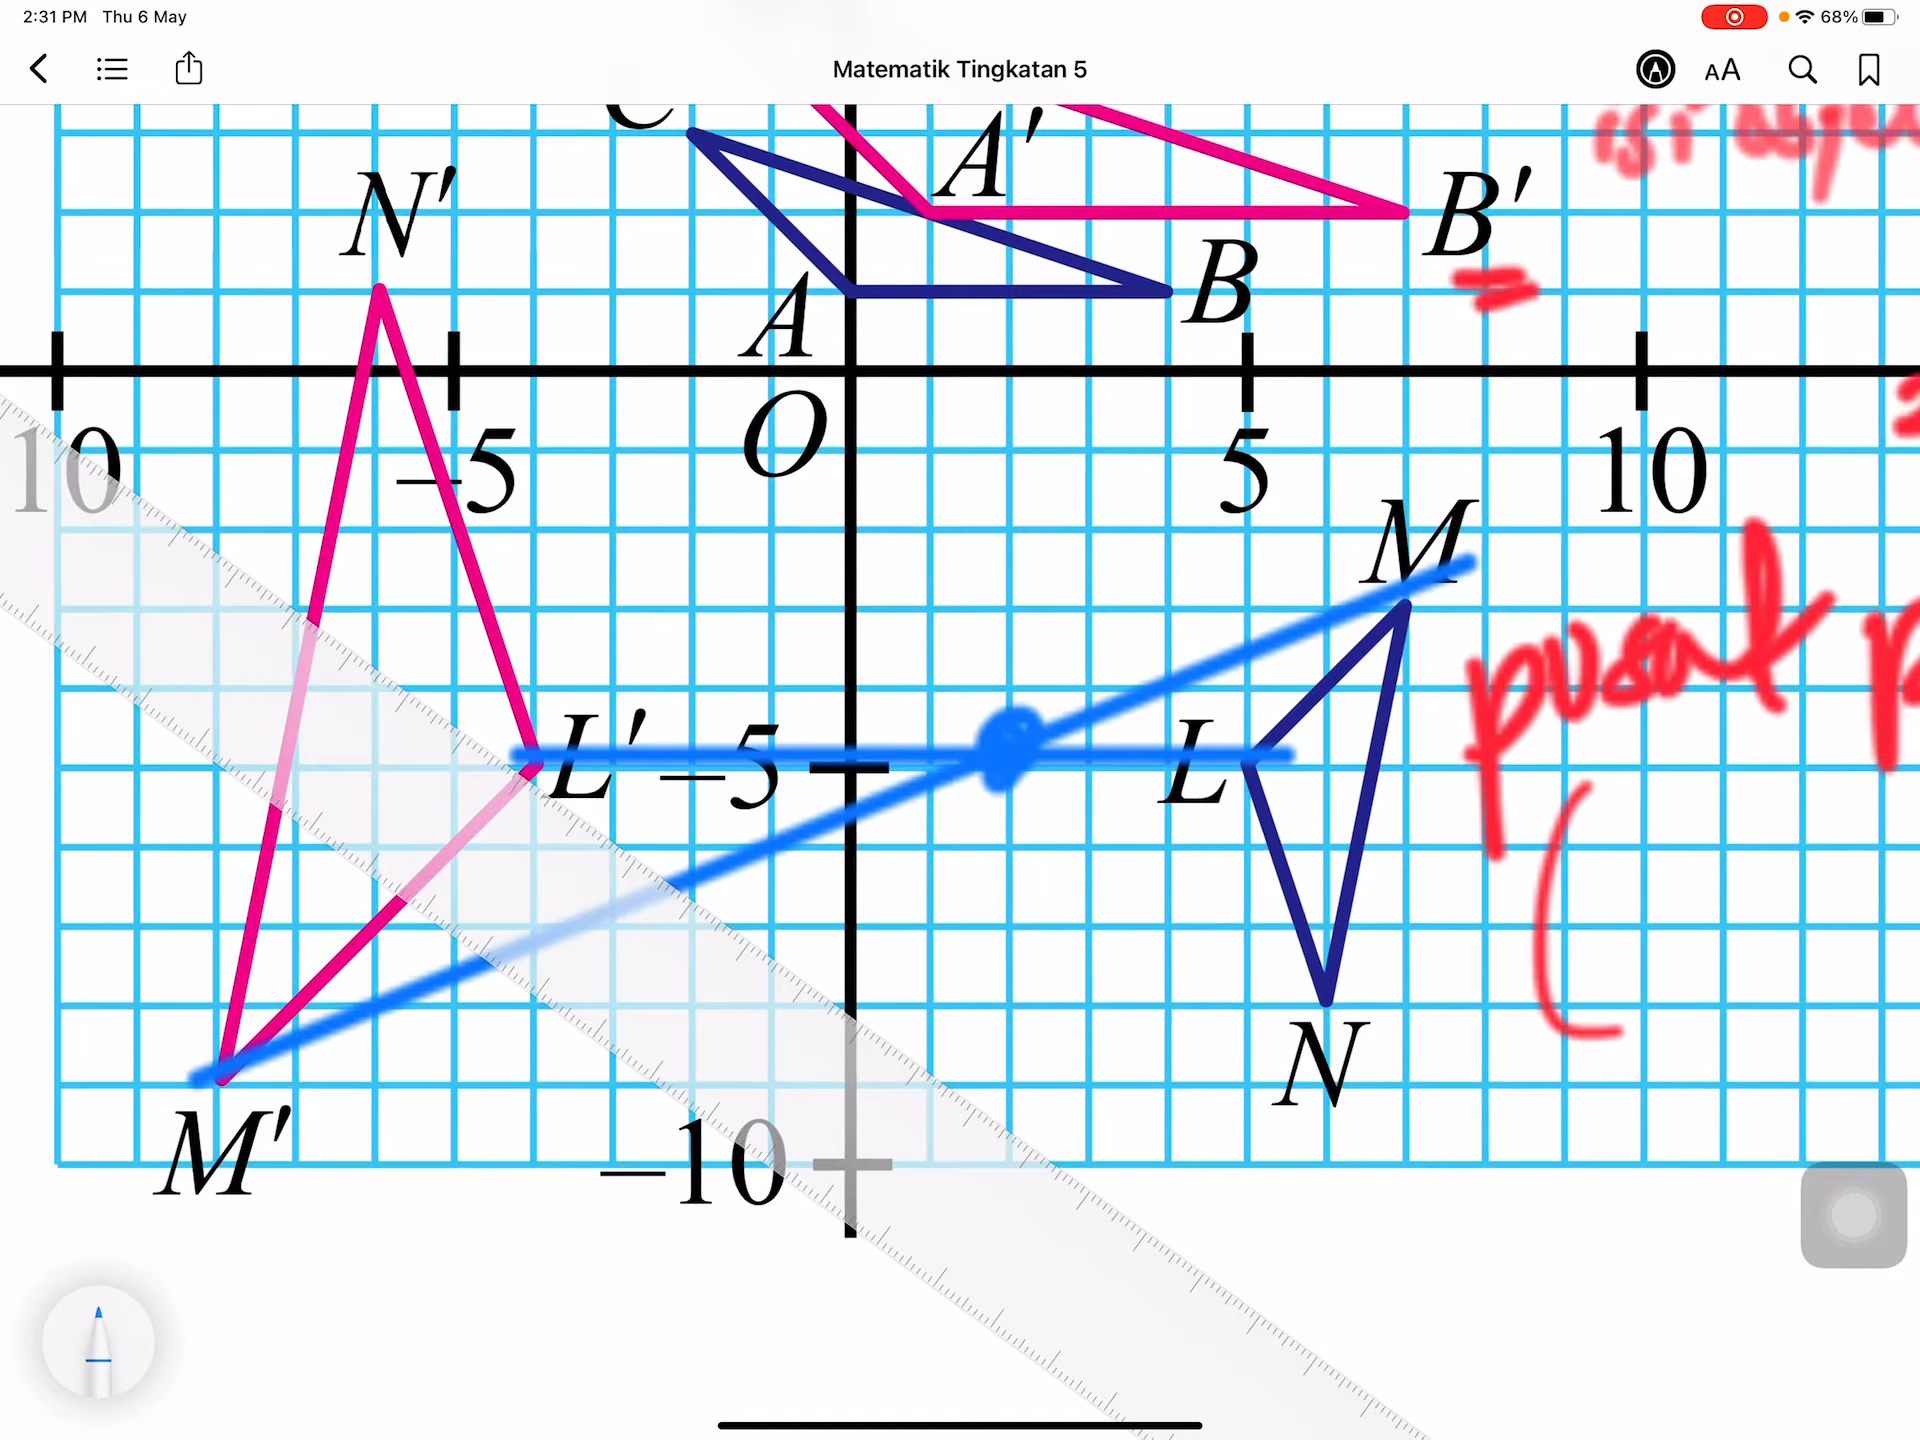 2:31 PM Thu 6 May
68%
Matematik Tingkatan 5
C
A′
N′
B′
B
A
O
10
–5
5
10
M
pusat
L′
–5
L
(
N
M′
–10